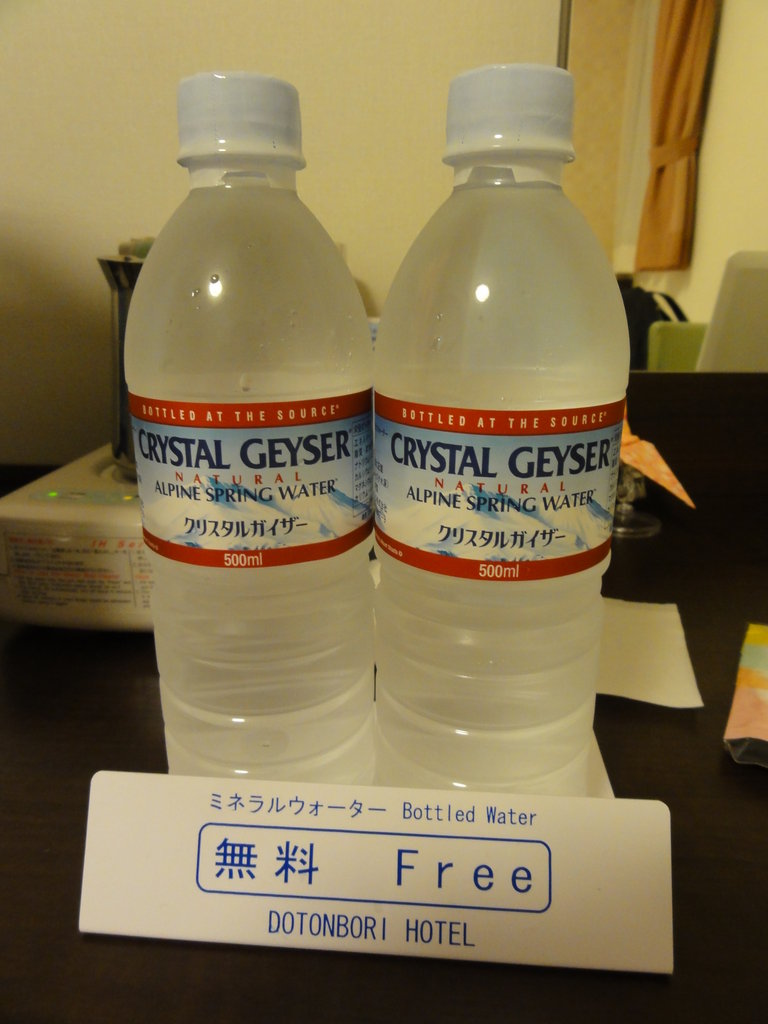 BOTTLED AT THE SOURCE
CRYSTAL GEYSER
NATURAL
ALPINE SPRING WATER
クリスタルガイザー
500ml
BOTTLED AT THE SOURCE
CRYSTAL GEYSER
NATURAL
ALPINE SPRING WATER
クリスタルガイザー
500ml
ミネラルウォーター Bottled Water
無料 Free
DOTONBORI HOTEL